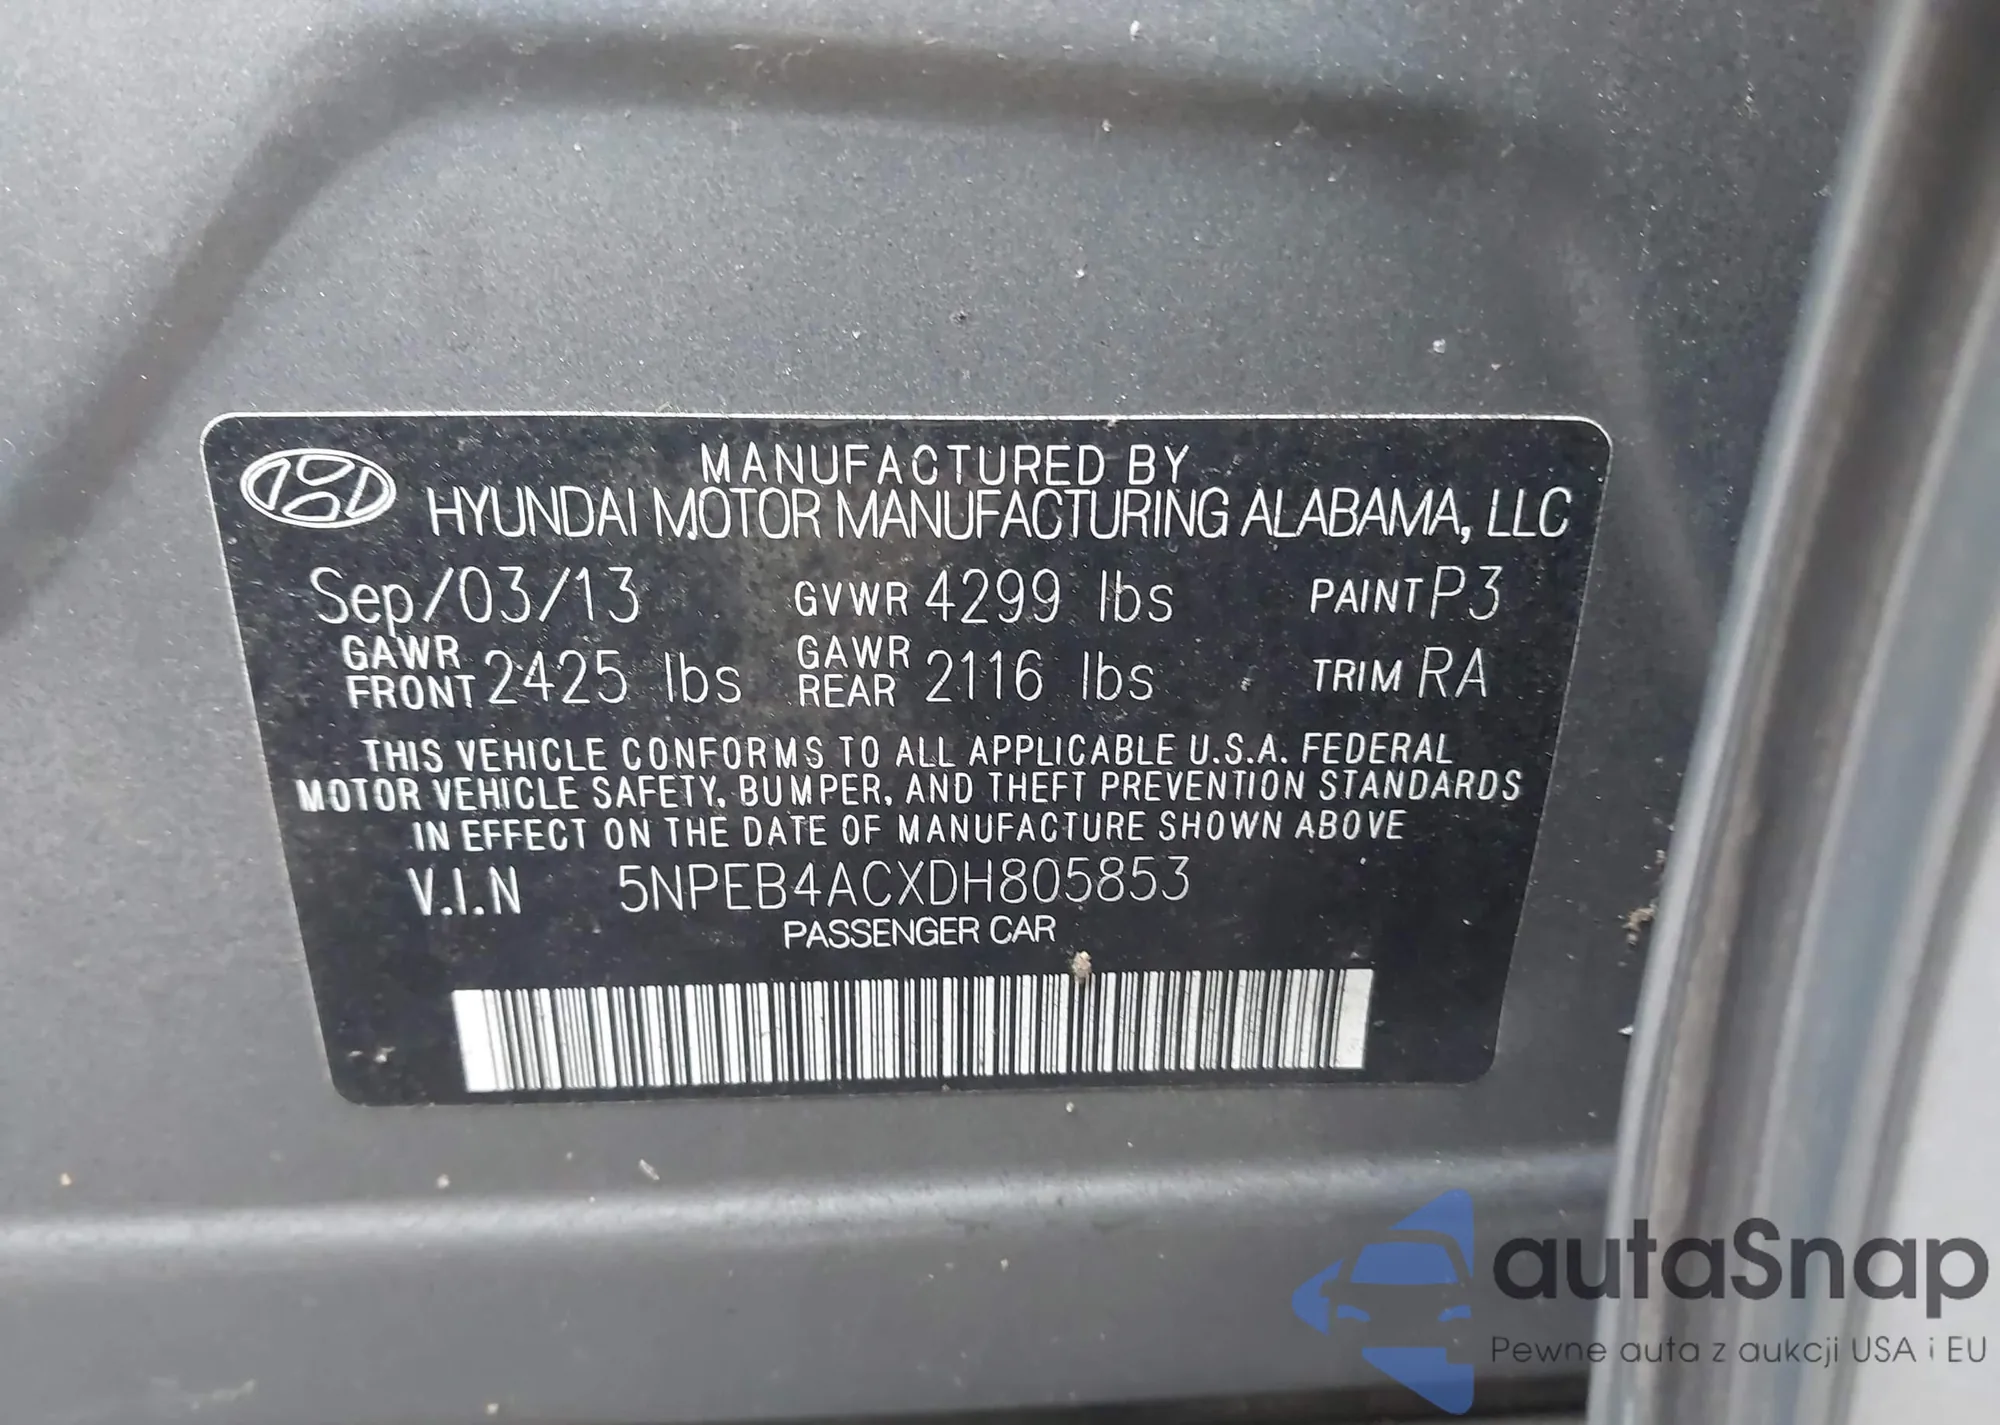 MANUFACTURED BY
HYUNDAI MOTOR MANUFACTURING ALABAMA, LLC
Sep/03/13 GVWR 4299 lbs PAINT P3
GAWR FRONT 2425 lbs GAWR REAR 2116 lbs TRIM RA
THIS VEHICLE CONFORMS TO ALL APPLICABLE U.S.A. FEDERAL
MOTOR VEHICLE SAFETY, BUMPER, AND THEFT PREVENTION STANDARDS
IN EFFECT ON THE DATE OF MANUFACTURE SHOWN ABOVE
V.I.N 5NPEB4ACXDH805853
PASSENGER CAR
autaSnap
Pewne auta z aukcji USA i EU